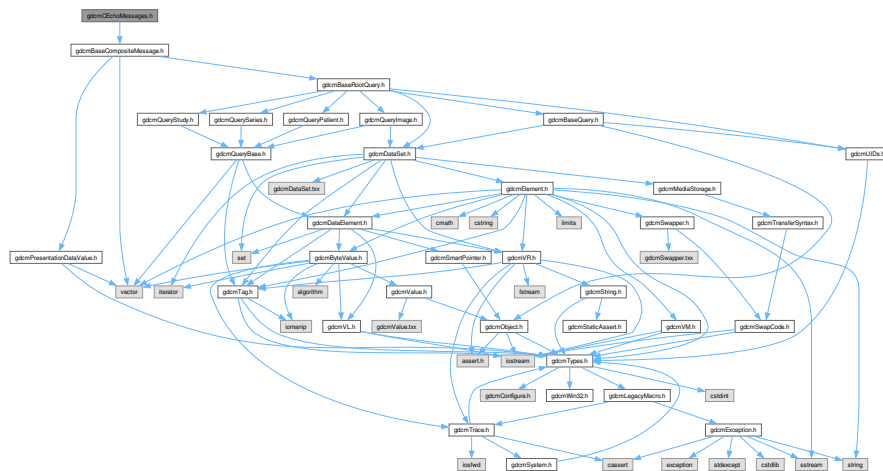 gdcmCEchoMessages.h
gdcmBaseCompositeMessage.h
gdcmBaseRootQuery.h
gdcmQueryStudy.h
gdcmQuerySeries.h
gdcmQueryPatient.h
gdcmQueryImage.h
gdcmBaseQuery.h
gdcmQueryBase.h
gdcmDataSet.h
gdcmUIDs.h
gdcmDataSet.txx
gdcmElement.h
gdcmMediaStorage.h
gdcmDataElement.h
cmath
cstring
limits
gdcmSwapper.h
gdcmTransferSyntax.h
gdcmPresentationDataValue.h
set
gdcmByteValue.h
gdcmSmartPointer.h
gdcmVR.h
gdcmSwapper.txx
vector
iterator
gdcmTag.h
algorithm
gdcmValue.h
fstream
gdcmString.h
iomanip
gdcmVL.h
gdcmValue.txx
gdcmObject.h
gdcmStaticAssert.h
gdcmVM.h
gdcmSwapCode.h
assert.h
iostream
gdcmTypes.h
gdcmConfigure.h
gdcmWin32.h
gdcmLegacyMacro.h
cstdint
gdcmTrace.h
gdcmException.h
iosfwd
gdcmSystem.h
cassert
exception
stdexcept
cstdlib
sstream
string